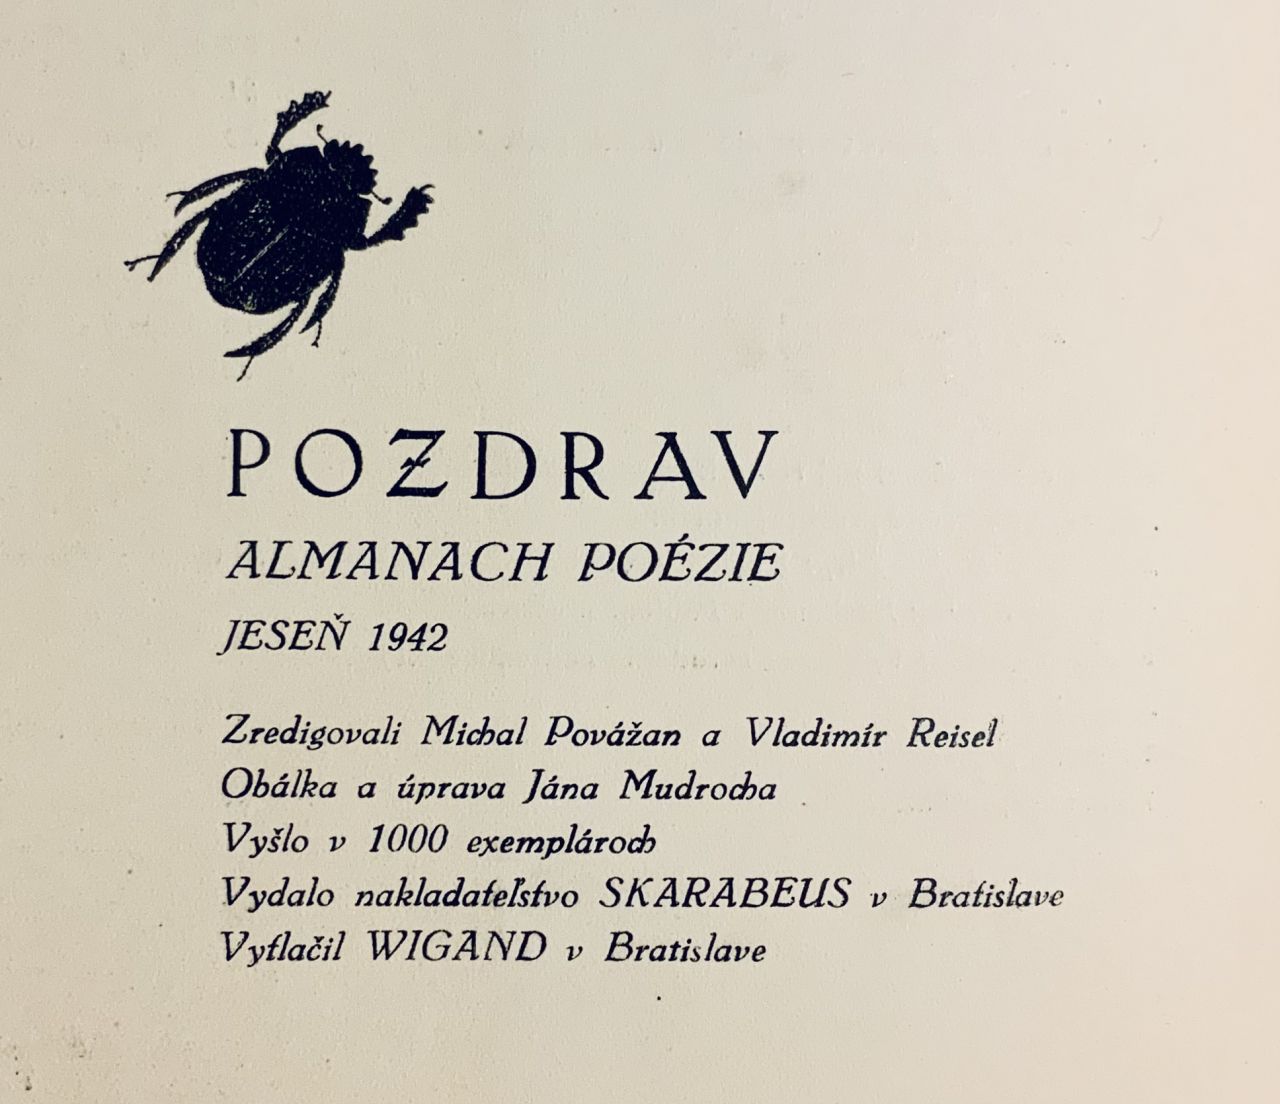 POZDRAV
ALMANACH POÉZIE
JESEŇ 1942
Zredigovali Michal Považan a Vladimír Reisel
Obálka a úprava Jána Mudrocha
Vyšlo v 1000 exemplároch
Vydalo nakladateľstvo SKARABEUS v Bratislave
Vytlačil WIGAND v Bratislave